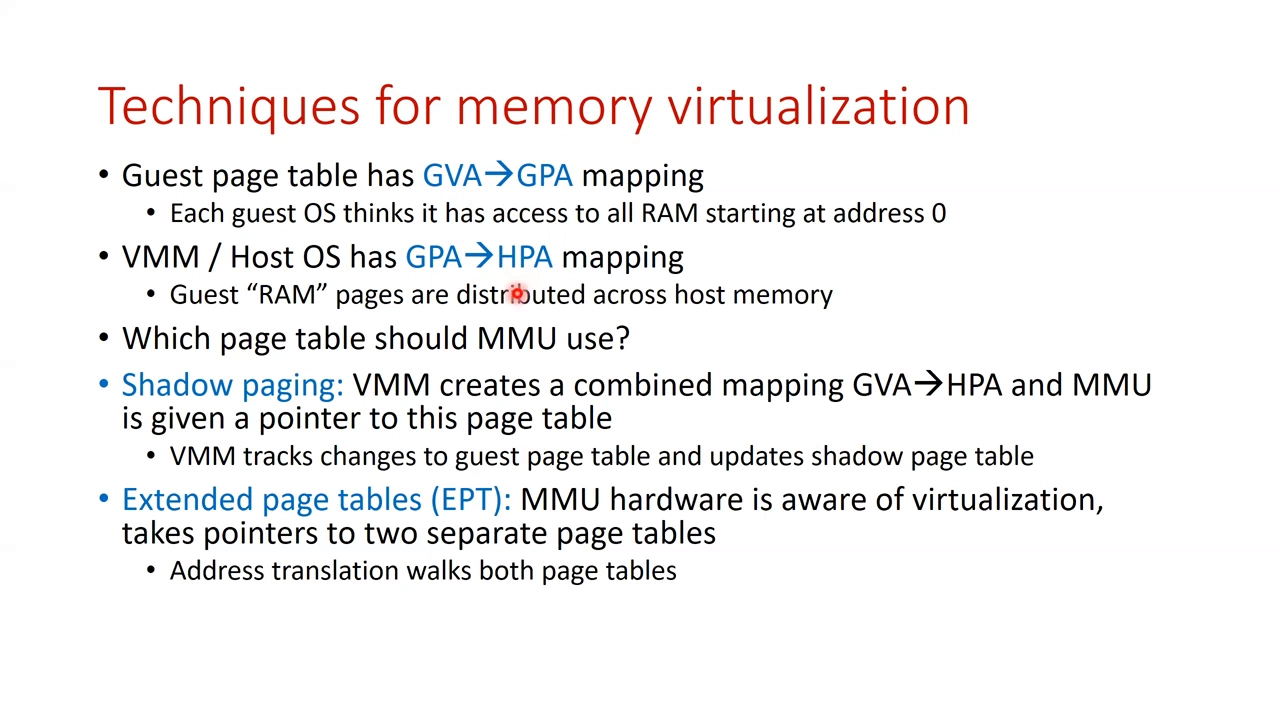 Techniques for memory virtualization
• Guest page table has GVA→GPA mapping
• Each guest OS thinks it has access to all RAM starting at address 0
• VMM / Host OS has GPA→HPA mapping
• Guest “RAM” pages are distributed across host memory
• Which page table should MMU use?
• Shadow paging: VMM creates a combined mapping GVA→HPA and MMU
is given a pointer to this page table
• VMM tracks changes to guest page table and updates shadow page table
• Extended page tables (EPT): MMU hardware is aware of virtualization,
takes pointers to two separate page tables
• Address translation walks both page tables